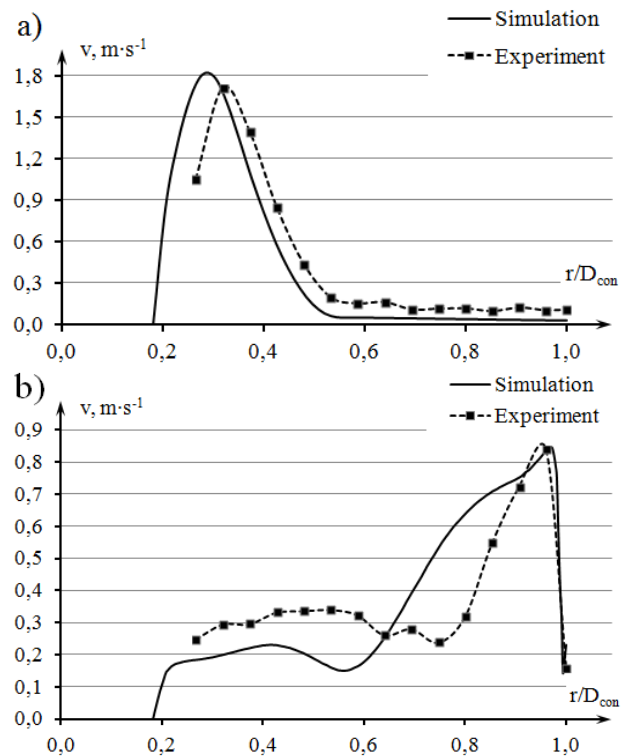 a)
v, m·s⁻¹
Simulation
Experiment
1,8
1,5
1,2
0,9
0,6
0,3
0,0
r/D_con
0,0 0,2 0,4 0,6 0,8 1,0
b)
v, m·s⁻¹
Simulation
Experiment
0,9
0,8
0,7
0,6
0,5
0,4
0,3
0,2
0,1
0,0
r/D_con
0,0 0,2 0,4 0,6 0,8 1,0